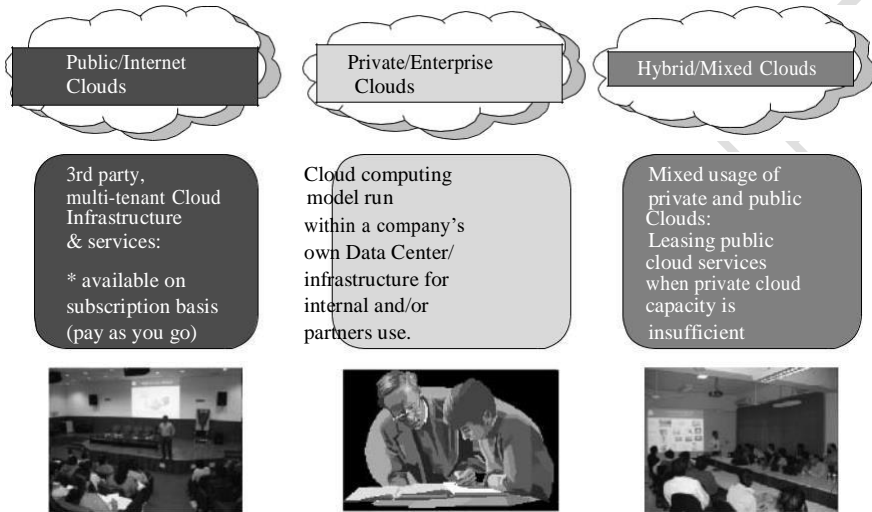 Public/Internet
Clouds
Private/Enterprise
Clouds
Hybrid/Mixed Clouds
3rd party,
multi-tenant Cloud
Infrastructure
& services:
* available on
subscription basis
(pay as you go)
Cloud computing
model run
within a company’s
own Data Center/
infrastructure for
internal and/or
partners use.
Mixed usage of
private and public
Clouds:
Leasing public
cloud services
when private cloud
capacity is
insufficient